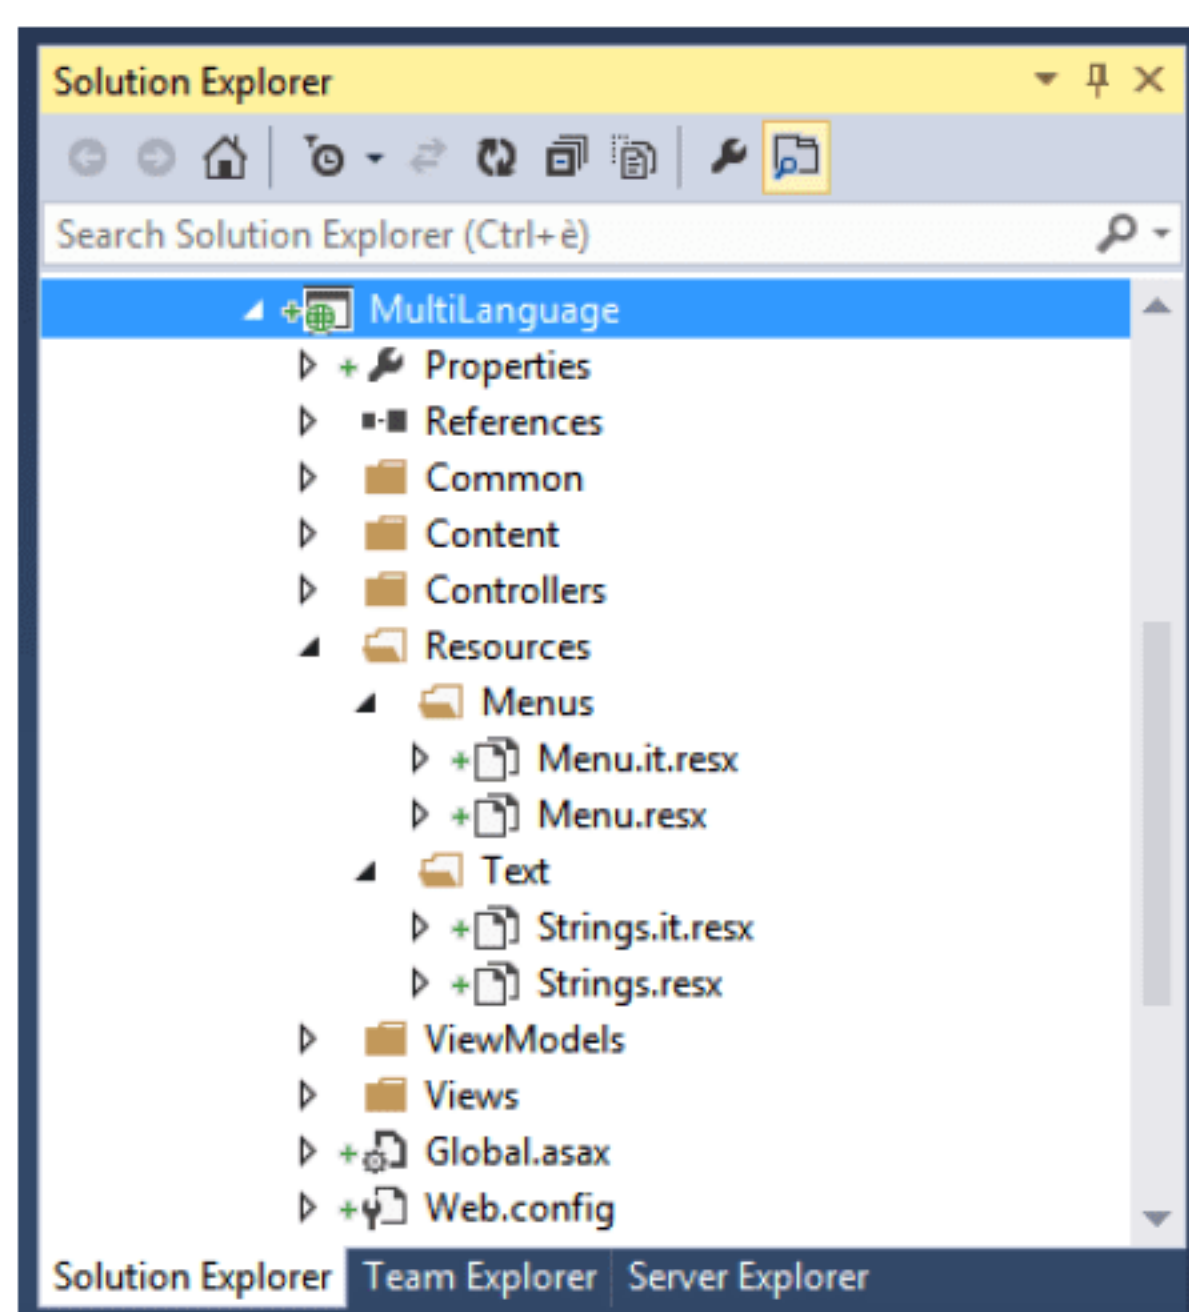 Solution Explorer
Search Solution Explorer (Ctrl+è)
MultiLanguage
Properties
References
Common
Content
Controllers
Resources
Menus
Menu.it.resx
Menu.resx
Text
Strings.it.resx
Strings.resx
ViewModels
Views
Global.asax
Web.config
Solution Explorer Team Explorer Server Explorer